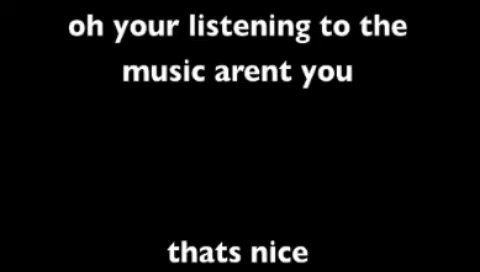 oh your listening to the
music arent you
thats nice